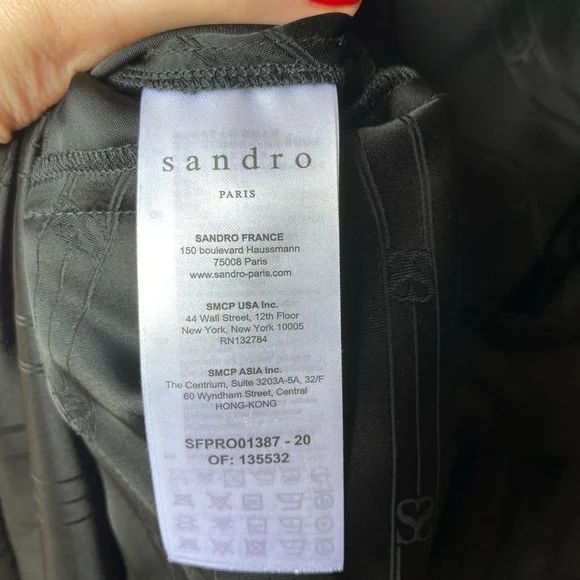 sandro
PARIS
SANDRO FRANCE
150 boulevard Haussmann
75008 Paris
www.sandro-paris.com
SMCP USA Inc.
44 Wall Street, 12th Floor
New York, New York 10005
RN132784
SMCP ASIA Inc.
The Centrium, Suite 3203A-5A, 32/F
60 Wyndham Street, Central
HONG-KONG
SFPRO01387 - 20
OF: 135532